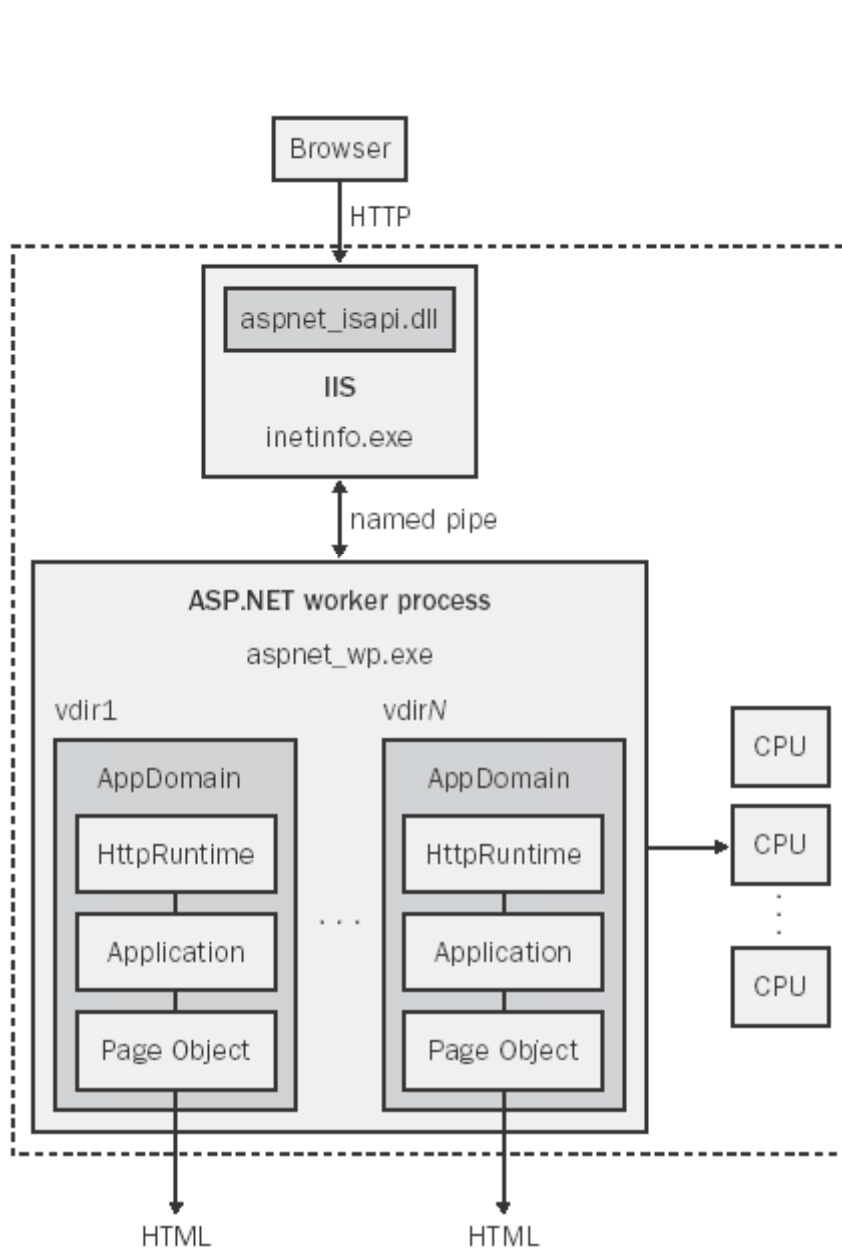 Browser
HTTP
aspnet_isapi.dll
IIS
inetinfo.exe
named pipe
ASP.NET worker process
aspnet_wp.exe
vdir1
vdirN
AppDomain
HttpRuntime
Application
Page Object
. . .
AppDomain
HttpRuntime
Application
Page Object
CPU
CPU
CPU
HTML
HTML